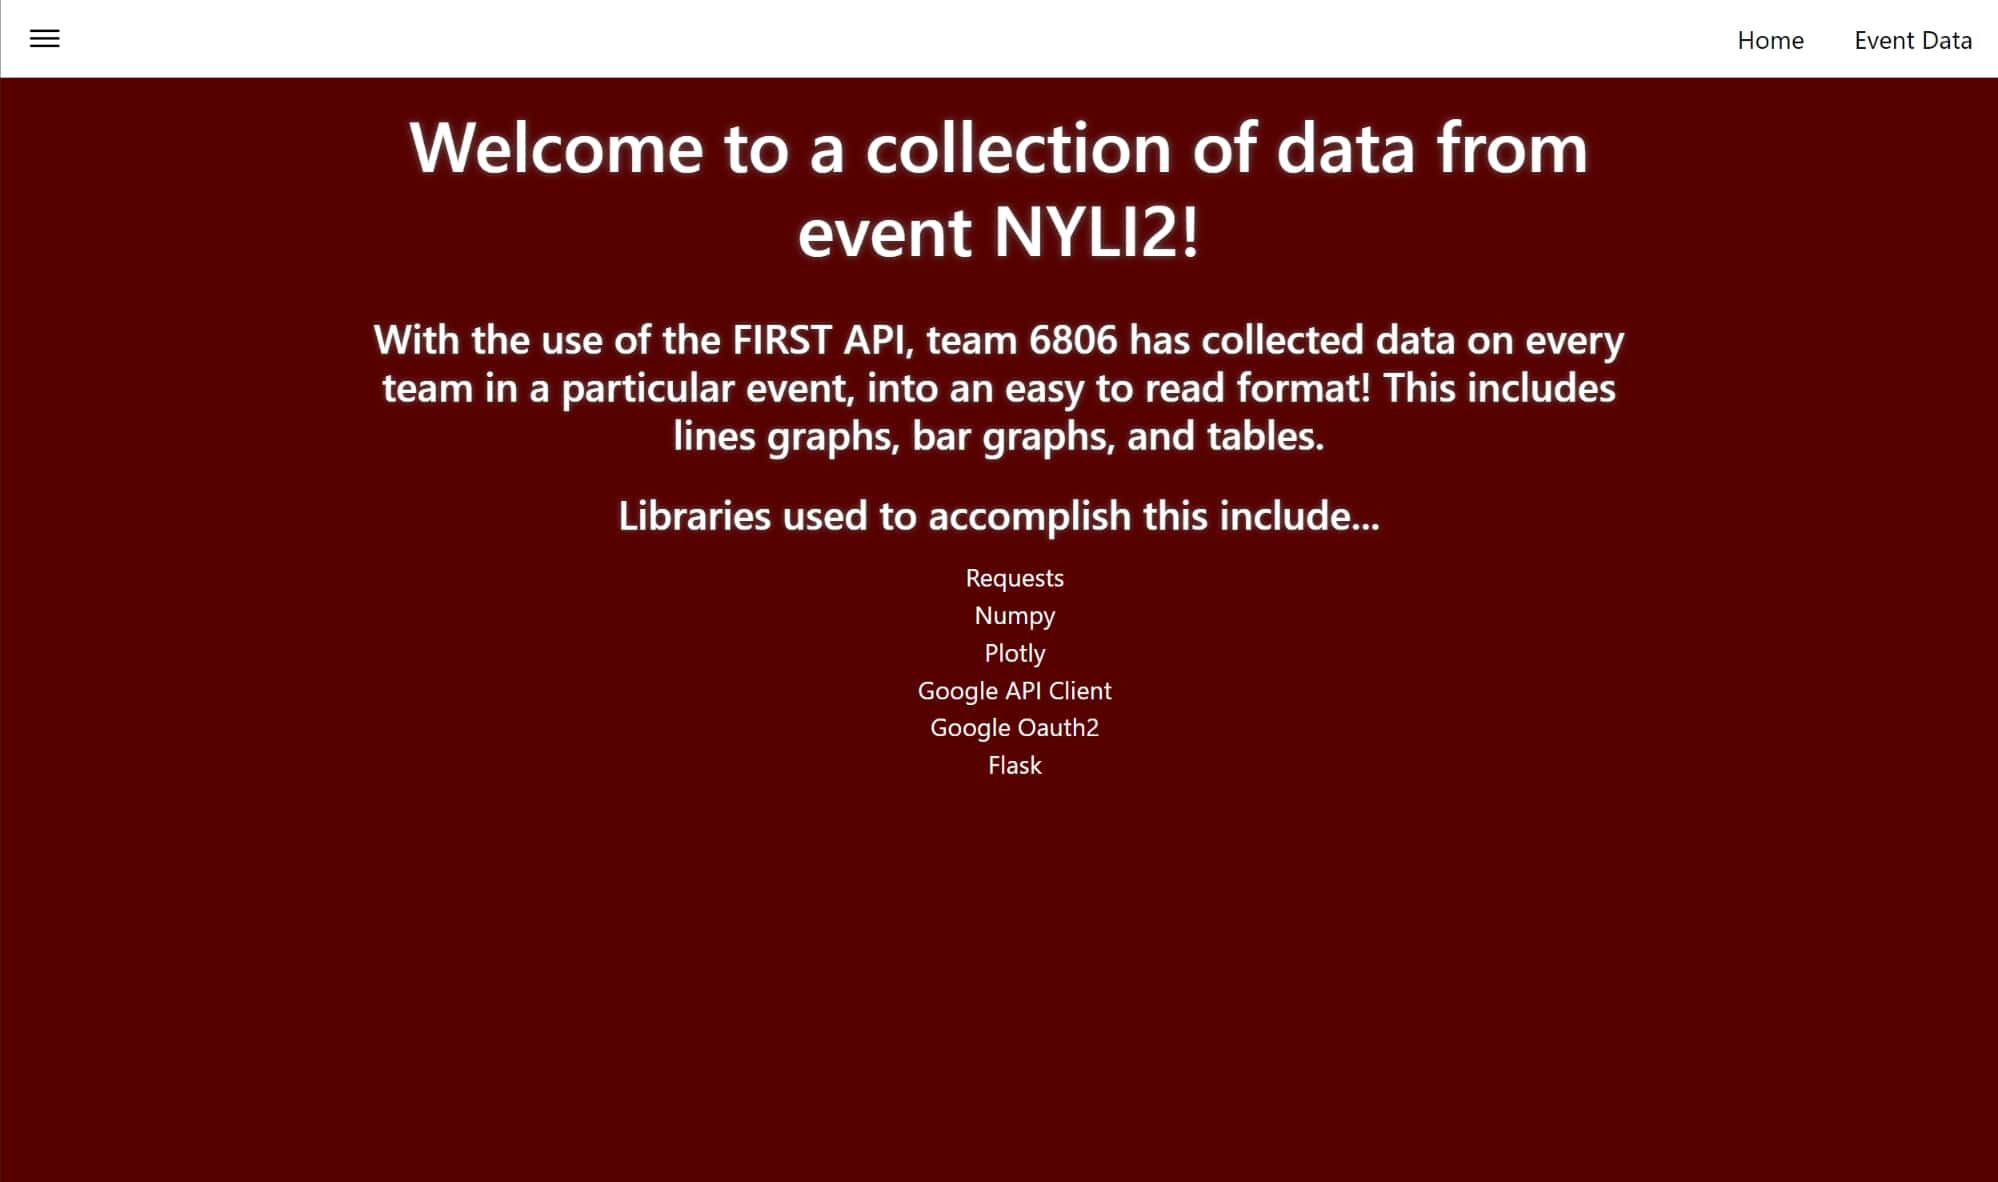 Home Event Data
Welcome to a collection of data from
event NYLI2!
With the use of the FIRST API, team 6806 has collected data on every
team in a particular event, into an easy to read format! This includes
lines graphs, bar graphs, and tables.
Libraries used to accomplish this include...
Requests
Numpy
Plotly
Google API Client
Google Oauth2
Flask